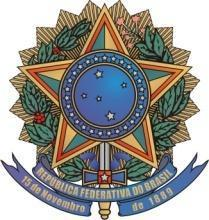 REPÚBLICA FEDERATIVA DO BRASIL
15 de Novembro de 1889